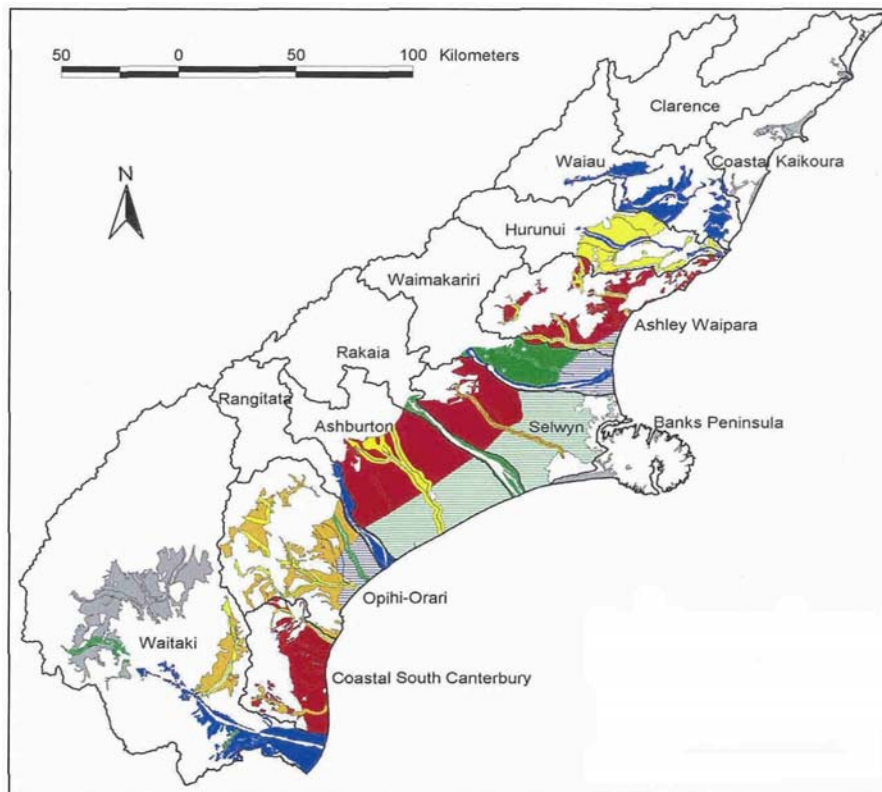 50 0 50 100 Kilometers
N
Clarence
Waiau
Coastal Kaikoura
Hurunui
Waimakariri
Ashley Waipara
Rakaia
Rangitata
Ashburton
Selwyn
Banks Peninsula
Opihi-Orari
Waitaki
Coastal South Canterbury